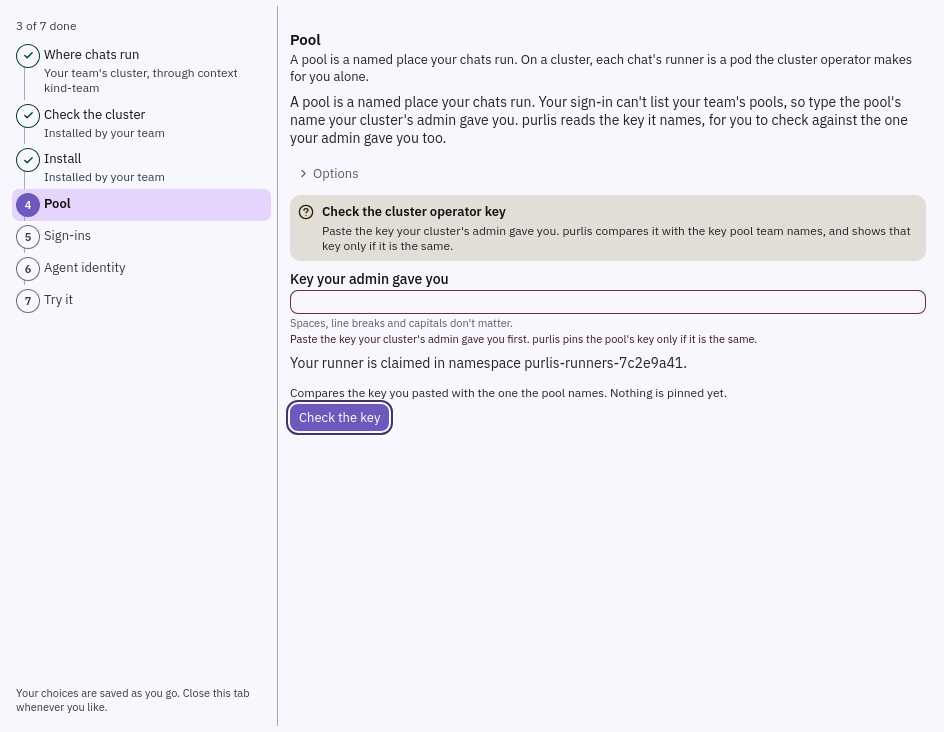 3 of 7 done
Where chats run
Your team's cluster, through context
kind-team
Check the cluster
Installed by your team
Install
Installed by your team
4 Pool
5 Sign-ins
6 Agent identity
7 Try it
Your choices are saved as you go. Close this tab
whenever you like.
Pool
A pool is a named place your chats run. On a cluster, each chat's runner is a pod the cluster operator makes
for you alone.
A pool is a named place your chats run. Your sign-in can't list your team's pools, so type the pool's
name your cluster's admin gave you. purlis reads the key it names, for you to check against the one
your admin gave you too.
Options
Check the cluster operator key
Paste the key your cluster's admin gave you. purlis compares it with the key pool team names, and shows that
key only if it is the same.
Key your admin gave you
Spaces, line breaks and capitals don't matter.
Paste the key your cluster's admin gave you first. purlis pins the pool's key only if it is the same.
Your runner is claimed in namespace purlis-runners-7c2e9a41.
Compares the key you pasted with the one the pool names. Nothing is pinned yet.
Check the key